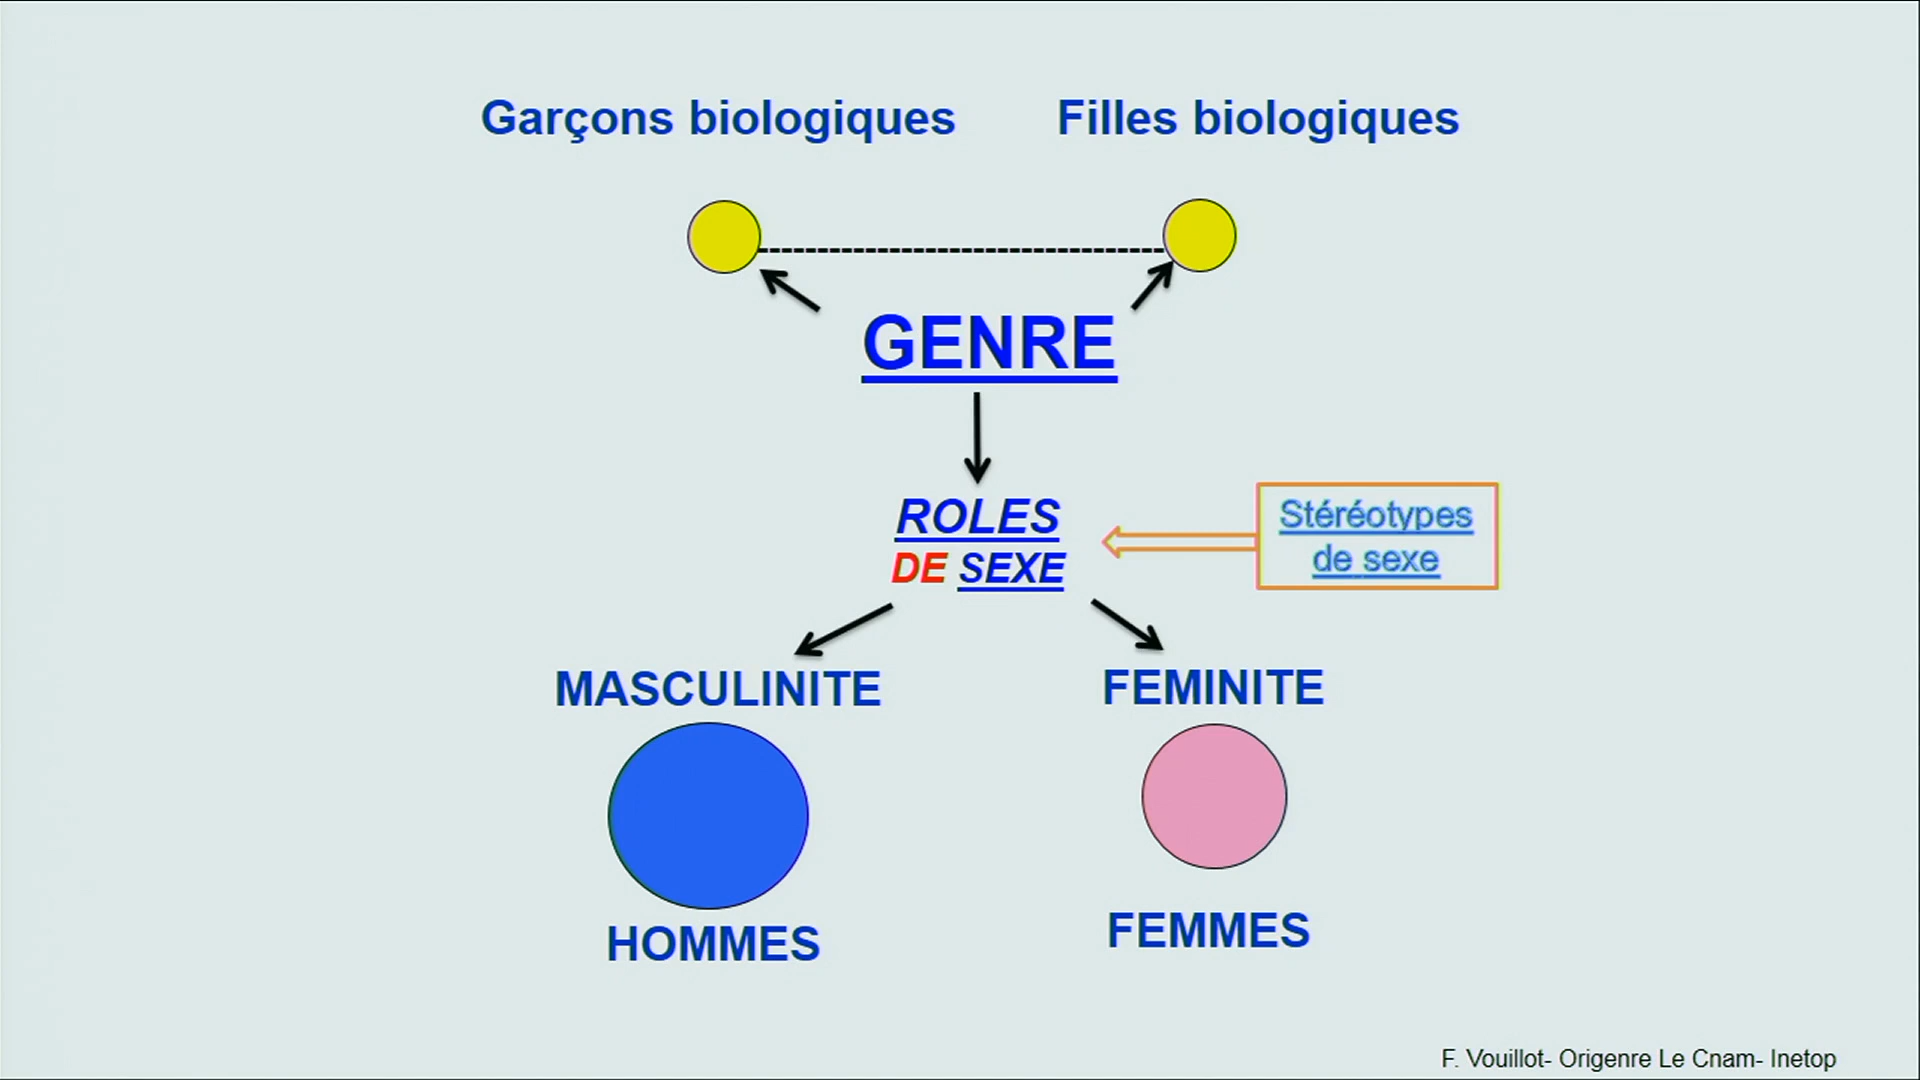 Garçons biologiques
Filles biologiques
GENRE
ROLES
DE SEXE
Stéréotypes
de sexe
MASCULINITE
FEMINITE
HOMMES
FEMMES
F. Vouillot- Origenre Le Cnam- Inetop